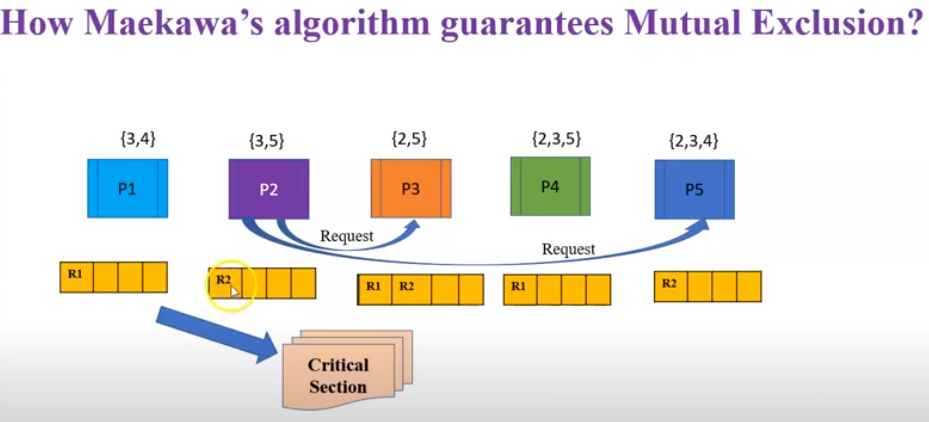 How Maekawa's algorithm guarantees Mutual Exclusion?
{3,4} {3,5} {2,5} {2,3,5} {2,3,4}
P1 P2 P3 P4 P5
Request
Request
R1 R2 R1 R2 R1 R2
Critical
Section